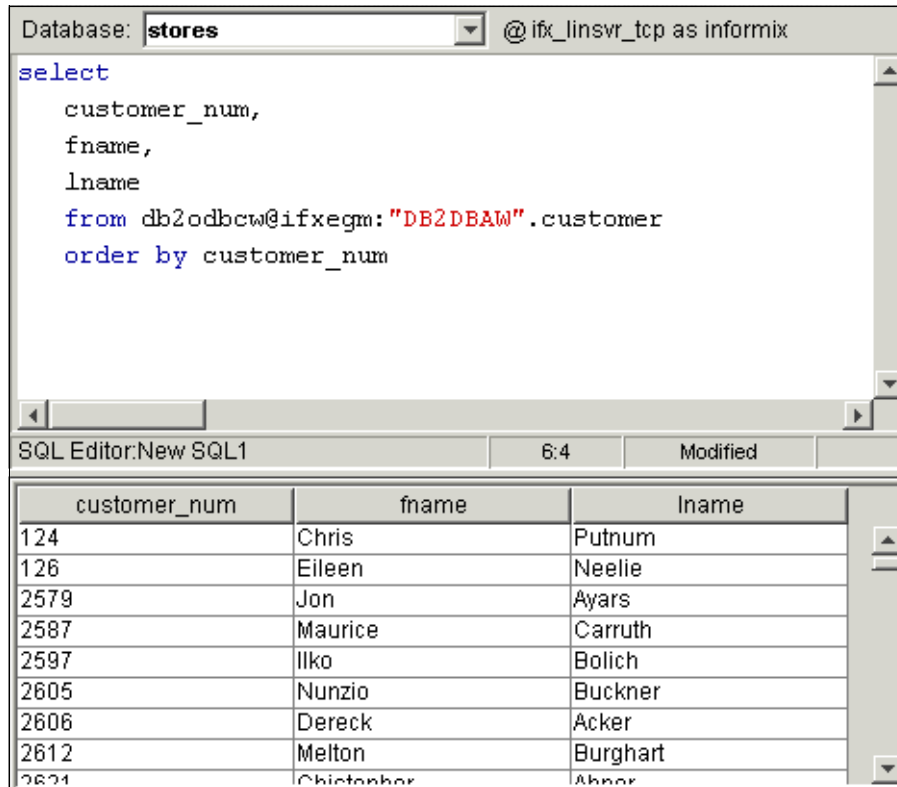 Database: stores @ ifx_linsvr_tcp as informix
select
customer_num,
fname,
lname
from db2odbcw@ifxegm:"DB2DBAW".customer
order by customer_num
SQL Editor:New SQL1 6:4 Modified
customer_num fname lname
124 Chris Putnum
126 Eileen Neelie
2579 Jon Ayars
2587 Maurice Carruth
2597 Ilko Bolich
2605 Nunzio Buckner
2606 Dereck Acker
2612 Melton Burghart
2621